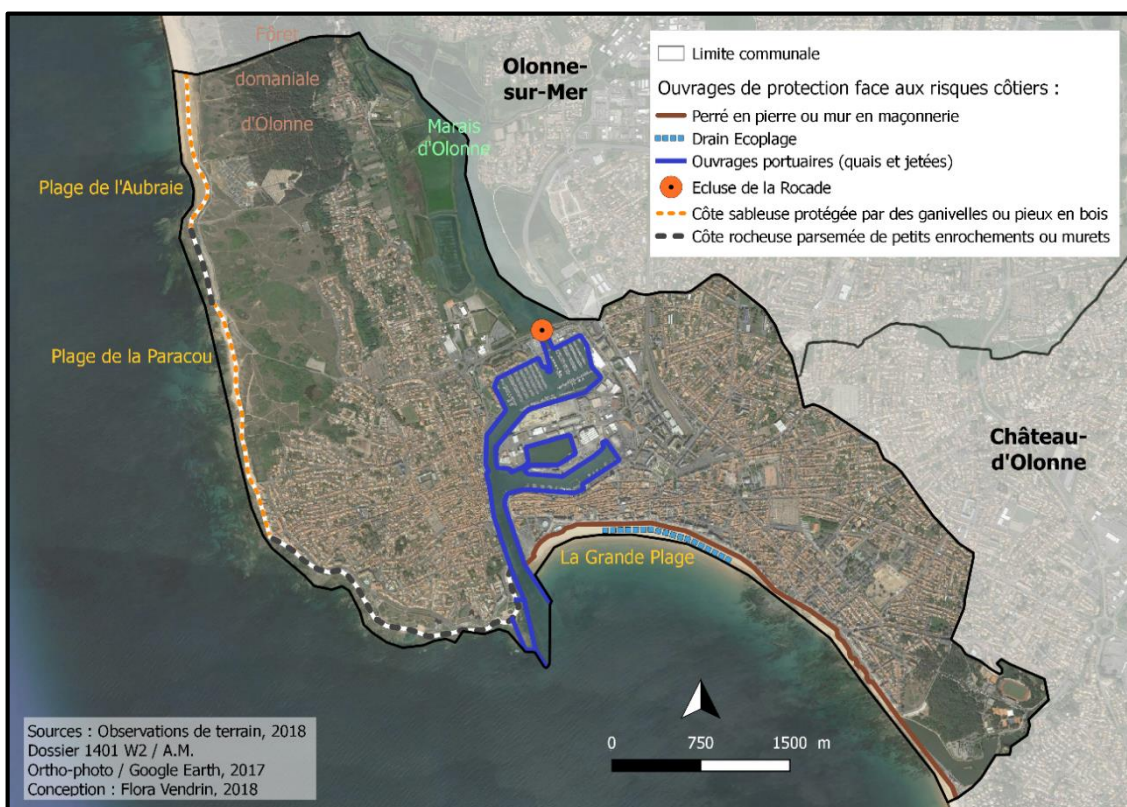 Forêt
domaniale
d'Olonne
Olonne-
sur-Mer
Marais
d'Olonne
Limite communale
Ouvrages de protection face aux risques côtiers :
Perré en pierre ou mur en maçonnerie
Drain Ecoplage
Ouvrages portuaires (quais et jetées)
Ecluse de la Rocade
Côte sableuse protégée par des ganivelles ou pieux en bois
Côte rocheuse parsemée de petits enrochements ou murets
Plage de l'Aubraie
Plage de la Paracou
Château-
d'Olonne
La Grande Plage
Sources : Observations de terrain, 2018
Dossier 1401 W2 / A.M.
Ortho-photo / Google Earth, 2017
Conception : Flora Vendrin, 2018
0 750 1500 m